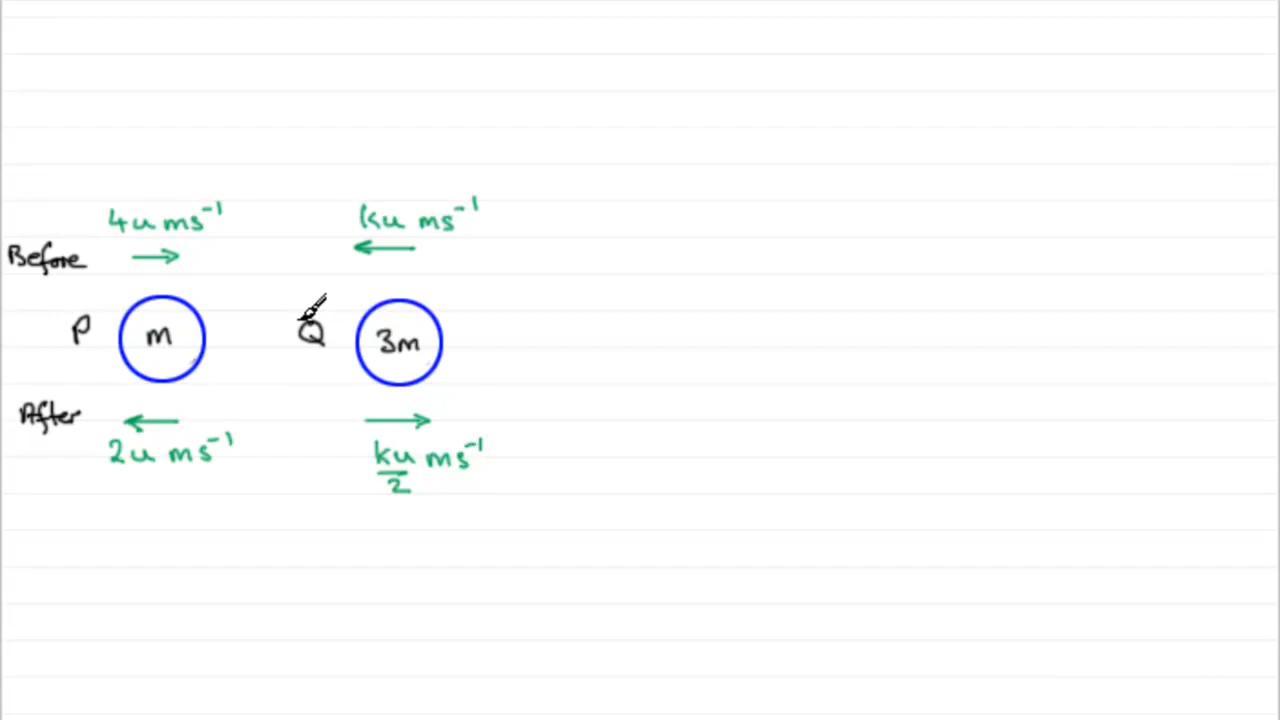 4u ms⁻¹ ku ms⁻¹
Before
P m Q 3m
After
2u ms⁻¹ ku/2 ms⁻¹